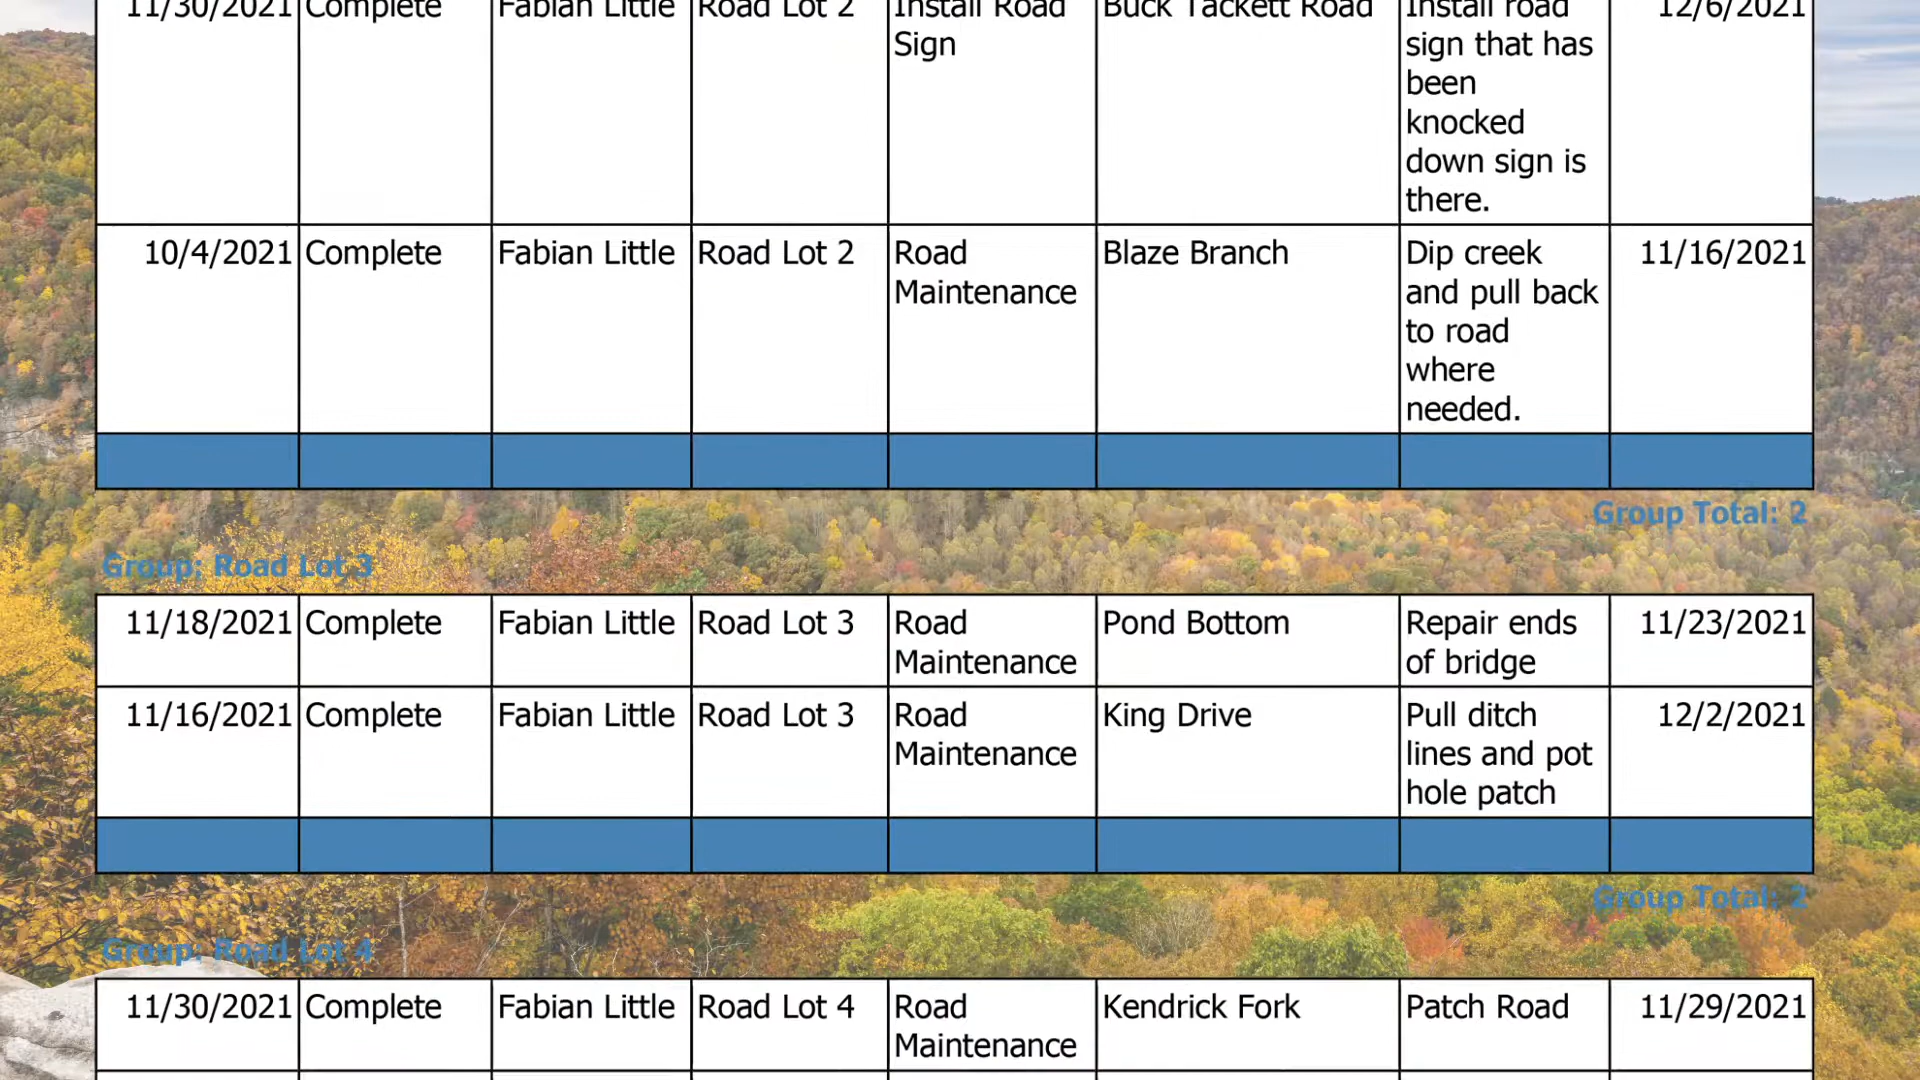 11/30/2021 Complete Fabian Little Road Lot 2 Install Road Buck Tackett Road Install road 12/6/2021
Sign sign that has
been
knocked
down sign is
there.
10/4/2021 Complete Fabian Little Road Lot 2 Road Blaze Branch Dip creek 11/16/2021
Maintenance and pull back
to road
where
needed.
Group Total: 2
Group: Road Lot 3
11/18/2021 Complete Fabian Little Road Lot 3 Road Pond Bottom Repair ends 11/23/2021
Maintenance of bridge
11/16/2021 Complete Fabian Little Road Lot 3 Road King Drive Pull ditch 12/2/2021
Maintenance lines and pot
hole patch
Group Total: 2
Group: Road Lot 4
11/30/2021 Complete Fabian Little Road Lot 4 Road Kendrick Fork Patch Road 11/29/2021
Maintenance